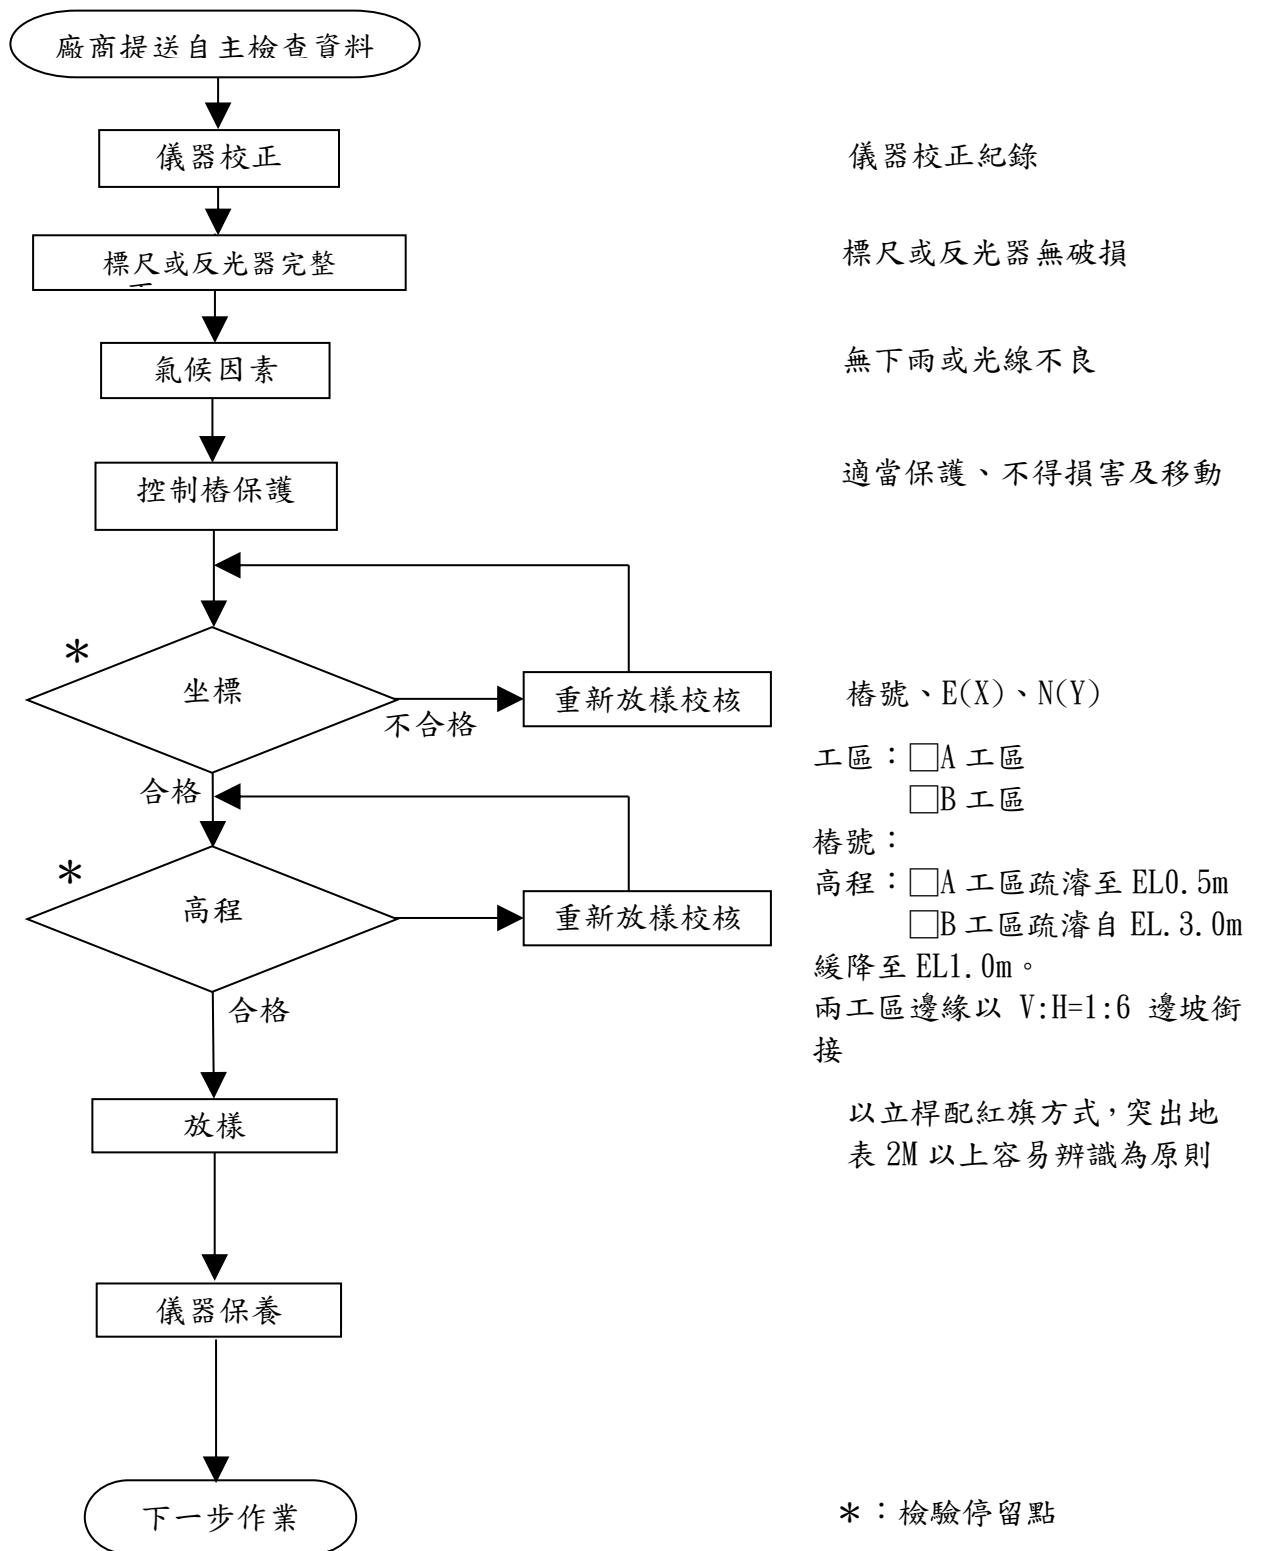 廠商提送自主檢查資料
儀器校正
儀器校正紀錄
標尺或反光器完整
標尺或反光器無破損
氣候因素
無下雨或光線不良
控制樁保護
適當保護、不得損害及移動
*
坐標
不合格
重新放樣校核
樁號、E(X)、N(Y)
合格
工區：□A 工區
□B 工區
樁號：
*
高程
重新放樣校核
高程：□A 工區疏濬至 EL0.5m
□B 工區疏濬自 EL.3.0m
緩降至 EL1.0m。
合格
兩工區邊緣以 V:H=1:6 邊坡銜
接
放樣
以立桿配紅旗方式，突出地
表 2M 以上容易辨識為原則
儀器保養
下一步作業
*：檢驗停留點